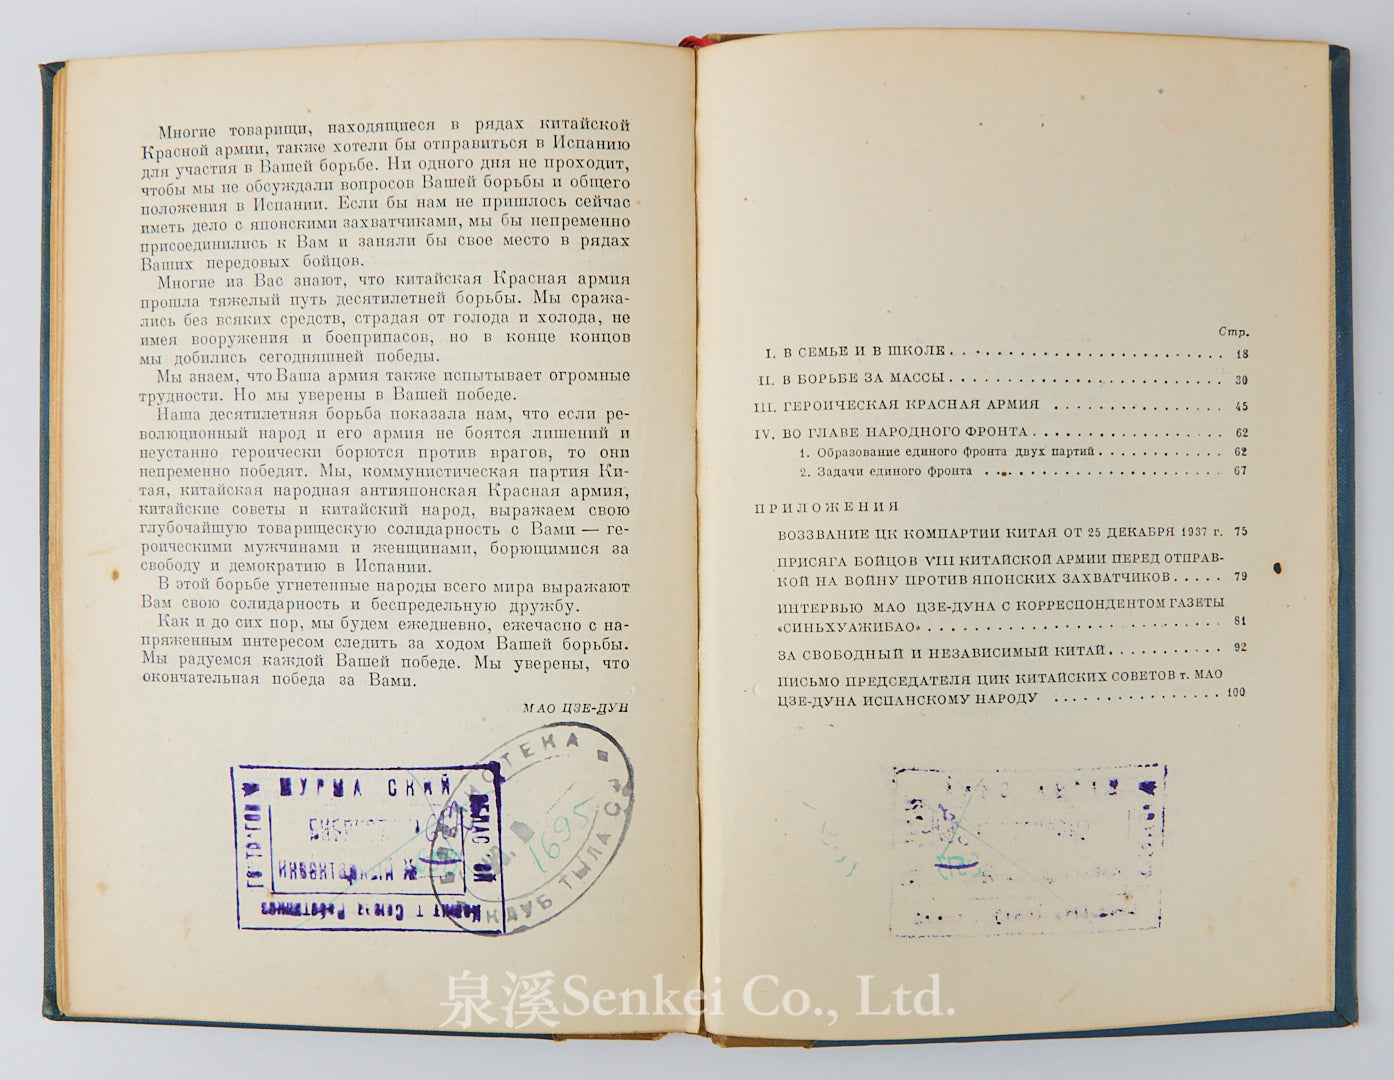 Многие товарищи, находящиеся в рядах китайской
Красной армии, также хотели бы отправиться в Испанию
для участия в Вашей борьбе. Ни одного дня не проходит,
чтобы мы не обсуждали вопросов Вашей борьбы и общего
положения в Испании. Если бы нам не пришлось сейчас
иметь дело с японскими захватчиками, мы бы непременно
присоединились к Вам и заняли бы свое место в рядах
Ваших передовых бойцов.
Многие из Вас знают, что китайская Красная армия
прошла тяжелый путь десятилетней борьбы. Мы сража-
лись без всяких средств, страдая от голода и холода, не
имея вооружения и боеприпасов, но в конце концов
мы добились сегодняшней победы.
Мы знаем, что Ваша армия также испытывает огромные
трудности. Но мы уверены в Вашей победе.
Наша десятилетняя борьба показала нам, что если ре-
волюционный народ и его армия не боятся лишений и
неустанно героически борются против врагов, то они
непременно победят. Мы, коммунистическая партия Ки-
тая, китайская народная антияпонская Красная армия,
китайские советы и китайский народ, выражаем свою
глубочайшую товарищескую солидарность с Вами — ге-
роическими мужчинами и женщинами, борющимися за
свободу и демократию в Испании.
В этой борьбе угнетенные народы всего мира выражают
Вам свою солидарность и беспредельную дружбу.
Как и до сих пор, мы будем ежедневно, ежечасно с на-
пряженным интересом следить за ходом Вашей борьбы.
Мы радуемся каждой Вашей победе. Мы уверены, что
окончательная победа за Вами.
МАО ЦЗЕ-ДУН
БИБЛИОТЕКА
1695
КЛУБ ТЫЛА
Стр.
I. В СЕМЬЕ И В ШКОЛЕ. . . . . . . . . . . . . . . . . . . . . . . . 18
II. В БОРЬБЕ ЗА МАССЫ . . . . . . . . . . . . . . . . . . . . . . . 30
III. ГЕРОИЧЕСКАЯ КРАСНАЯ АРМИЯ . . . . . . . . . . . . . . 45
IV. ВО ГЛАВЕ НАРОДНОГО ФРОНТА . . . . . . . . . . . . . . . . 62
1. Образование единого фронта двух партий . . . . . . . . . . . 62
2. Задачи единого фронта . . . . . . . . . . . . . . . . . . . . 67
ПРИЛОЖЕНИЯ
ВОЗЗВАНИЕ ЦК КОМПАРТИИ КИТАЯ ОТ 25 ДЕКАБРЯ 1937 г. 75
ПРИСЯГА БОЙЦОВ VIII КИТАЙСКОЙ АРМИИ ПЕРЕД ОТПРАВ-
КОЙ НА ВОЙНУ ПРОТИВ ЯПОНСКИХ ЗАХВАТЧИКОВ . . . . . 79
ИНТЕРВЬЮ МАО ЦЗЕ-ДУНА С КОРРЕСПОНДЕНТОМ ГАЗЕТЫ
«СИНЬХУАЖИБАО» . . . . . . . . . . . . . . . . . . . . . . . . 81
ЗА СВОБОДНЫЙ И НЕЗАВИСИМЫЙ КИТАЙ . . . . . . . . . . 92
ПИСЬМО ПРЕДСЕДАТЕЛЯ ЦИК КИТАЙСКИХ СОВЕТОВ т. МАО
ЦЗЕ-ДУНА ИСПАНСКОМУ НАРОДУ . . . . . . . . . . . . . . . 100
泉溪Senkei Co., Ltd.